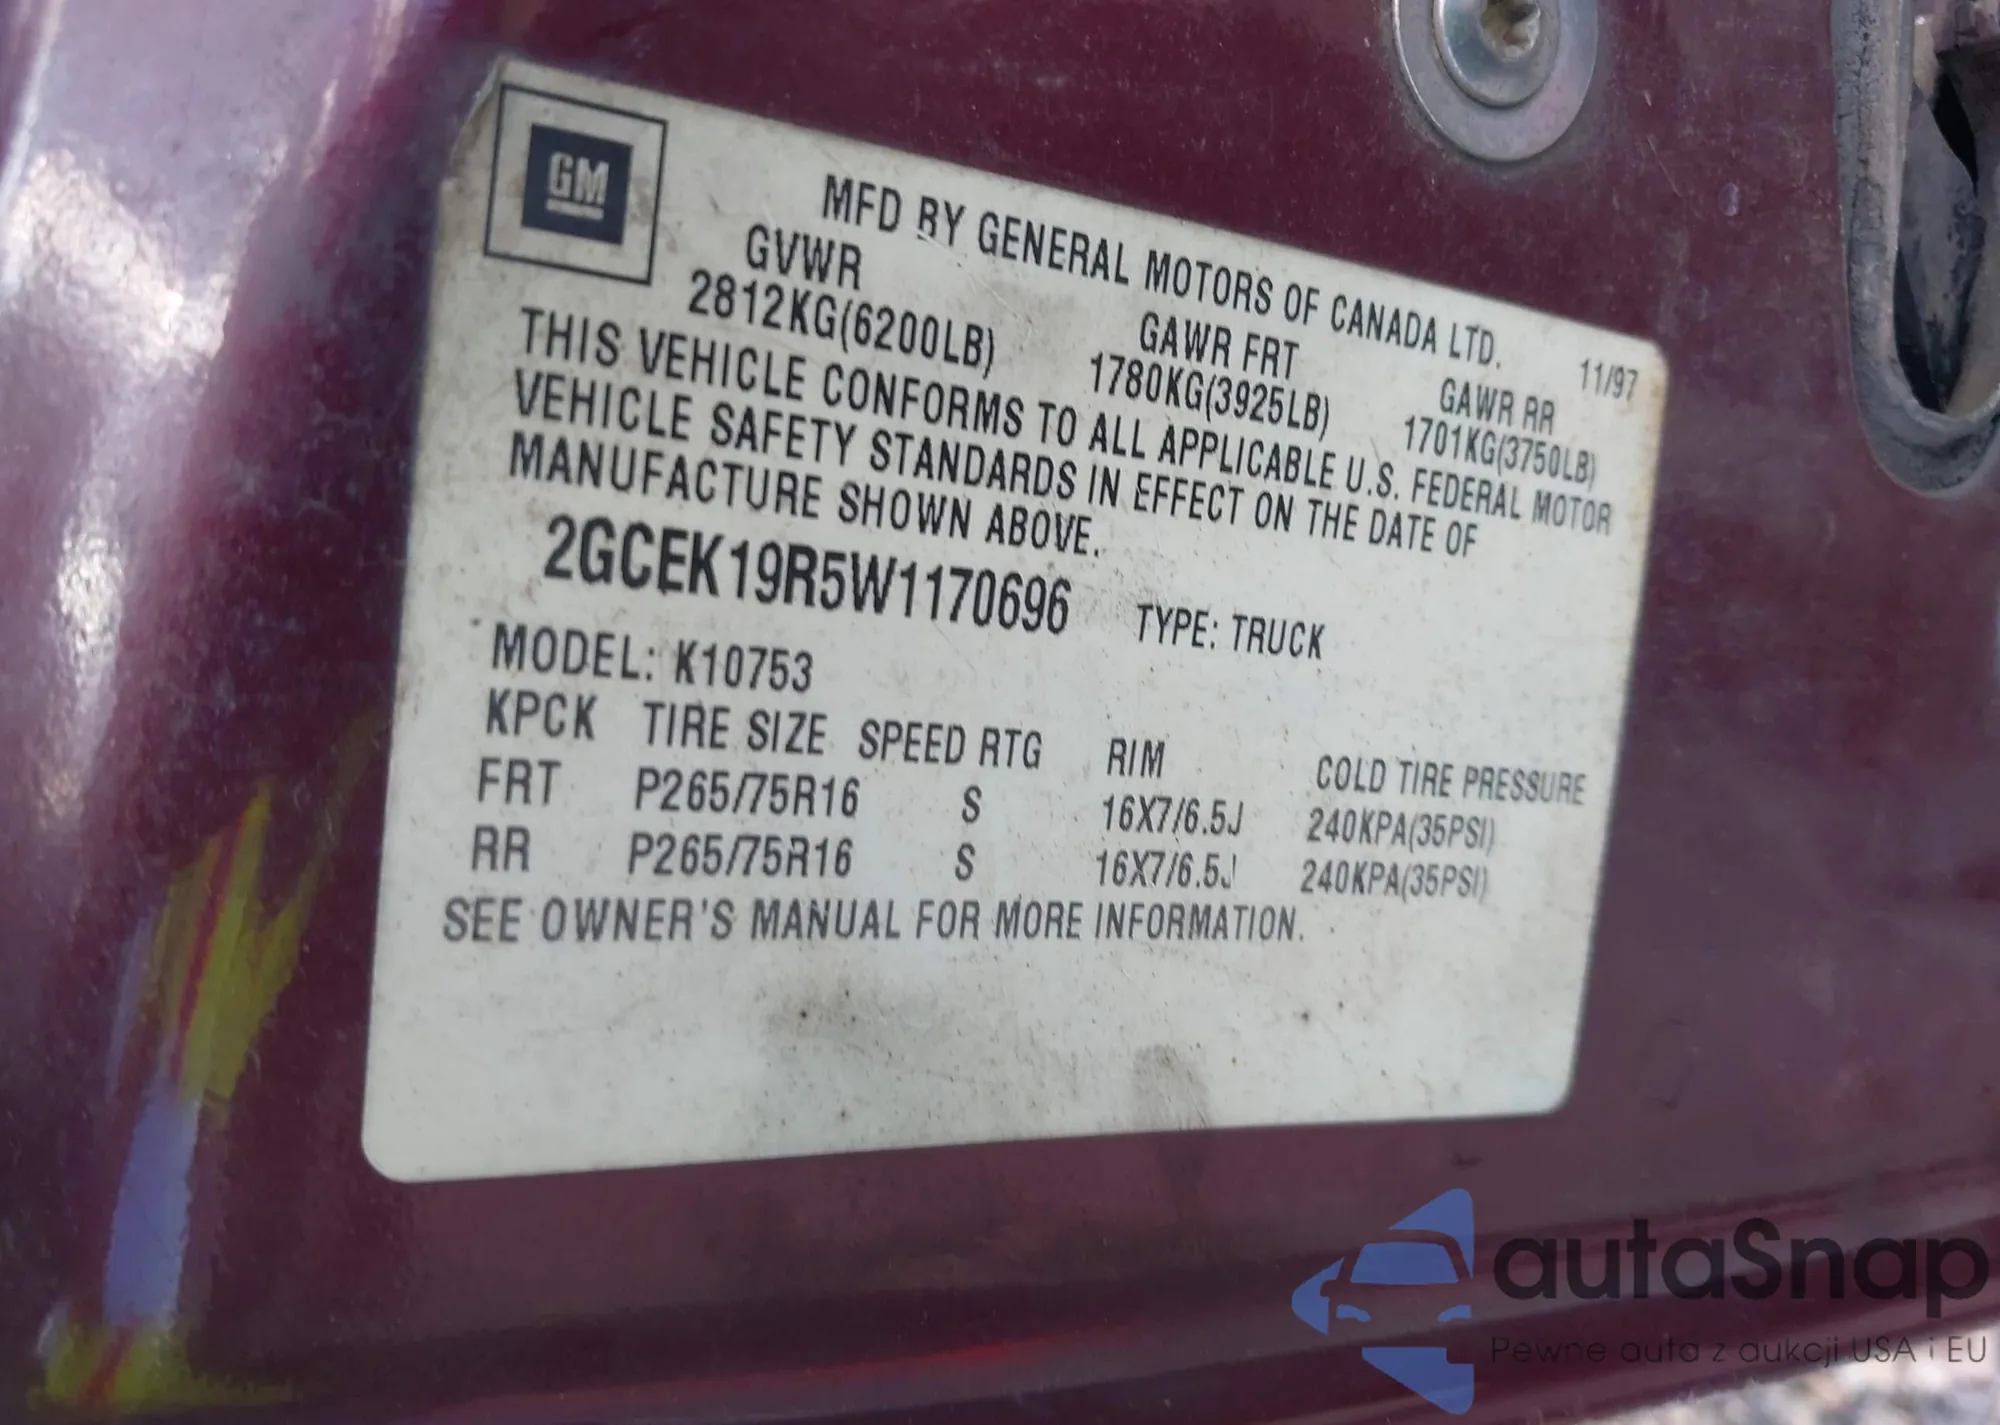 GM
MFD BY GENERAL MOTORS OF CANADA LTD.
11/97
GVWR GAWR FRT GAWR RR
2812KG(6200LB) 1780KG(3925LB) 1701KG(3750LB)
THIS VEHICLE CONFORMS TO ALL APPLICABLE U.S. FEDERAL MOTOR
VEHICLE SAFETY STANDARDS IN EFFECT ON THE DATE OF
MANUFACTURE SHOWN ABOVE.
2GCEK19R5W1170696 TYPE: TRUCK
MODEL: K10753
KPCK TIRE SIZE SPEED RTG RIM COLD TIRE PRESSURE
FRT P265/75R16 S 16X7/6.5J 240KPA(35PSI)
RR P265/75R16 S 16X7/6.5J 240KPA(35PSI)
SEE OWNER'S MANUAL FOR MORE INFORMATION.
autaSnap
Pewne auta z aukcji USA i EU